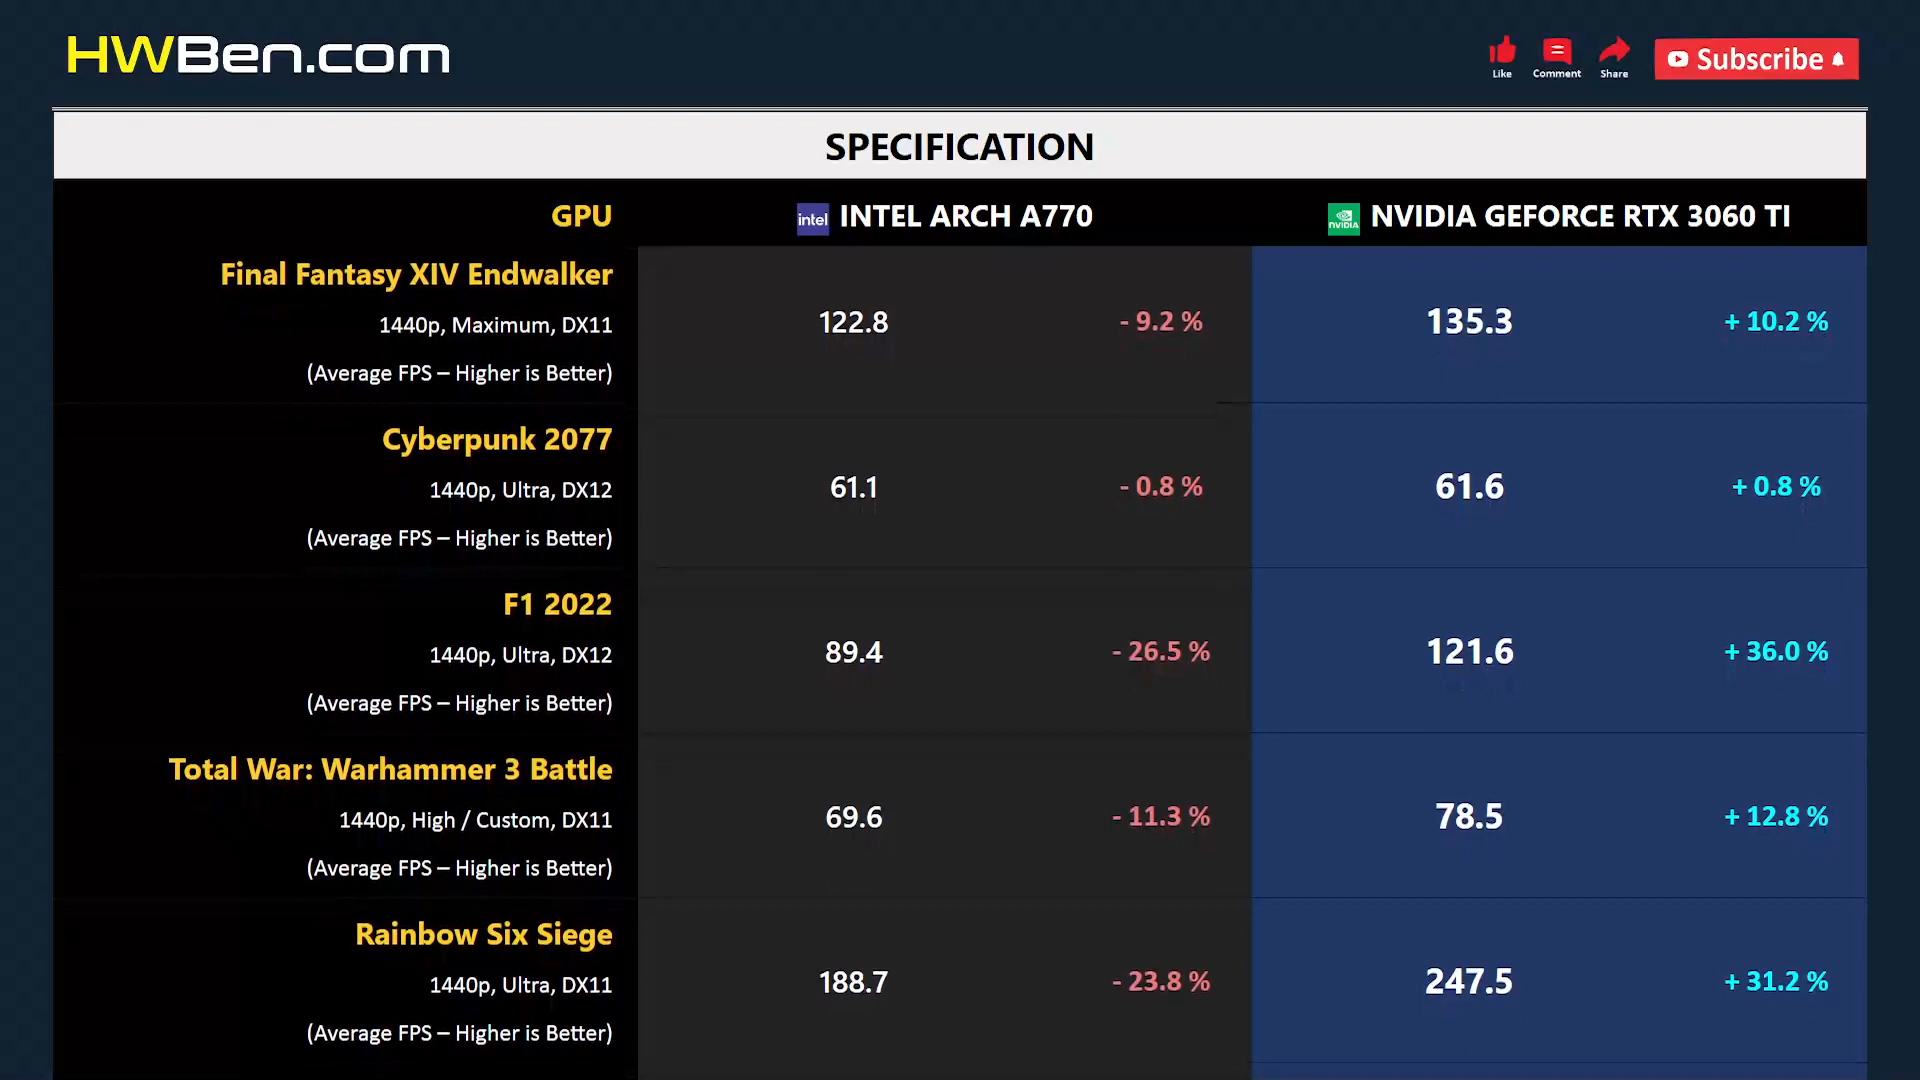 HWBen.com
Like
Comment
Share
Subscribe
SPECIFICATION
GPU
intel INTEL ARCH A770
NVIDIA NVIDIA GEFORCE RTX 3060 TI
Final Fantasy XIV Endwalker
1440p, Maximum, DX11
(Average FPS – Higher is Better)
122.8
- 9.2 %
135.3
+ 10.2 %
Cyberpunk 2077
1440p, Ultra, DX12
(Average FPS – Higher is Better)
61.1
- 0.8 %
61.6
+ 0.8 %
F1 2022
1440p, Ultra, DX12
(Average FPS – Higher is Better)
89.4
- 26.5 %
121.6
+ 36.0 %
Total War: Warhammer 3 Battle
1440p, High / Custom, DX11
(Average FPS – Higher is Better)
69.6
- 11.3 %
78.5
+ 12.8 %
Rainbow Six Siege
1440p, Ultra, DX11
(Average FPS – Higher is Better)
188.7
- 23.8 %
247.5
+ 31.2 %